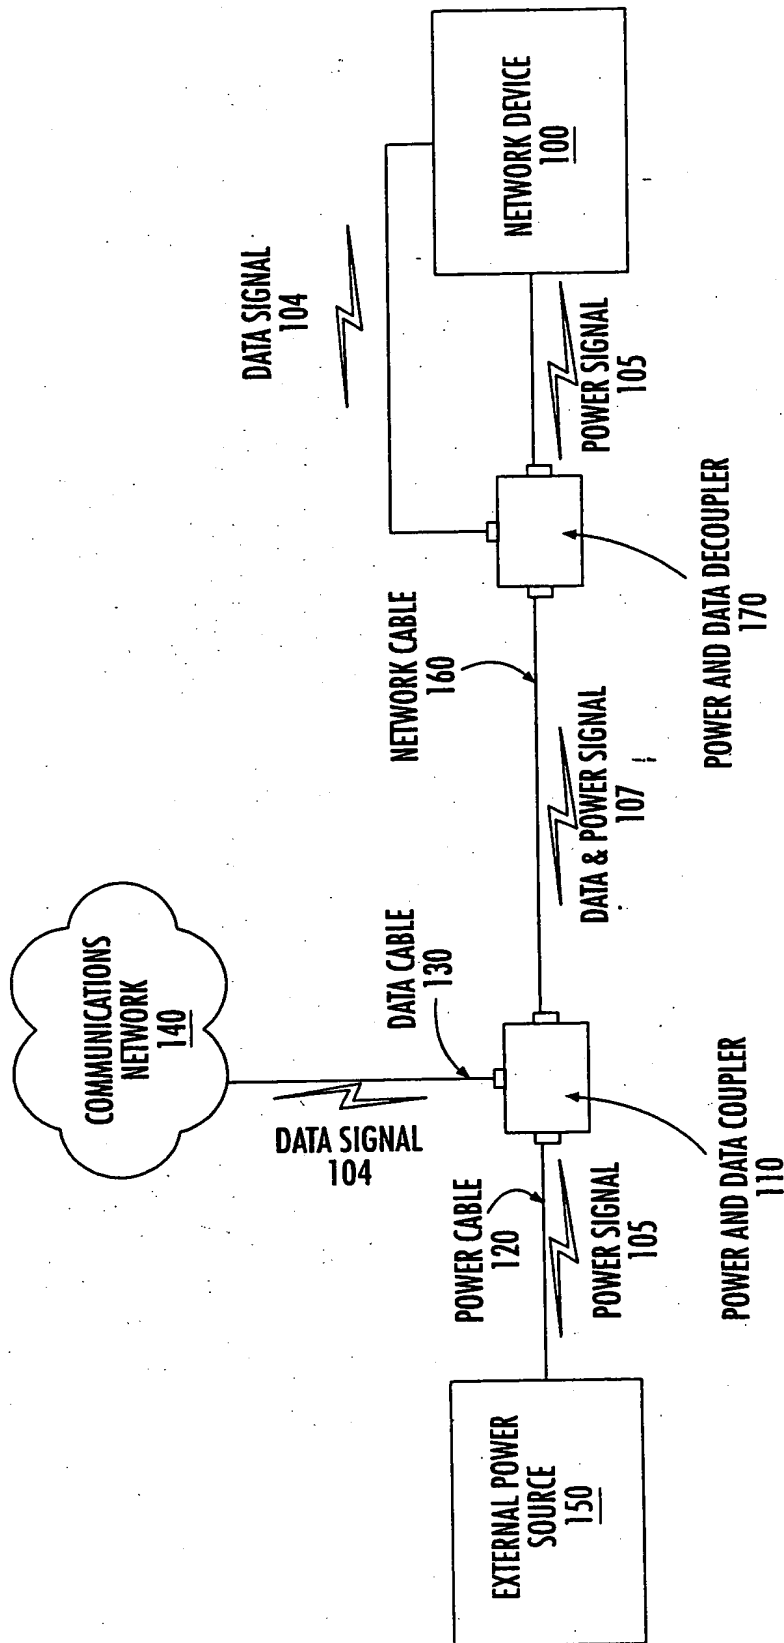 COMMUNICATIONS
NETWORK
140
DATA SIGNAL
104
DATA CABLE
130
NETWORK CABLE
160
DATA SIGNAL
104
EXTERNAL POWER
SOURCE
150
POWER CABLE
120
POWER SIGNAL
105
DATA & POWER SIGNAL
107
POWER SIGNAL
105
NETWORK DEVICE
100
POWER AND DATA COUPLER
110
POWER AND DATA DECOUPLER
170